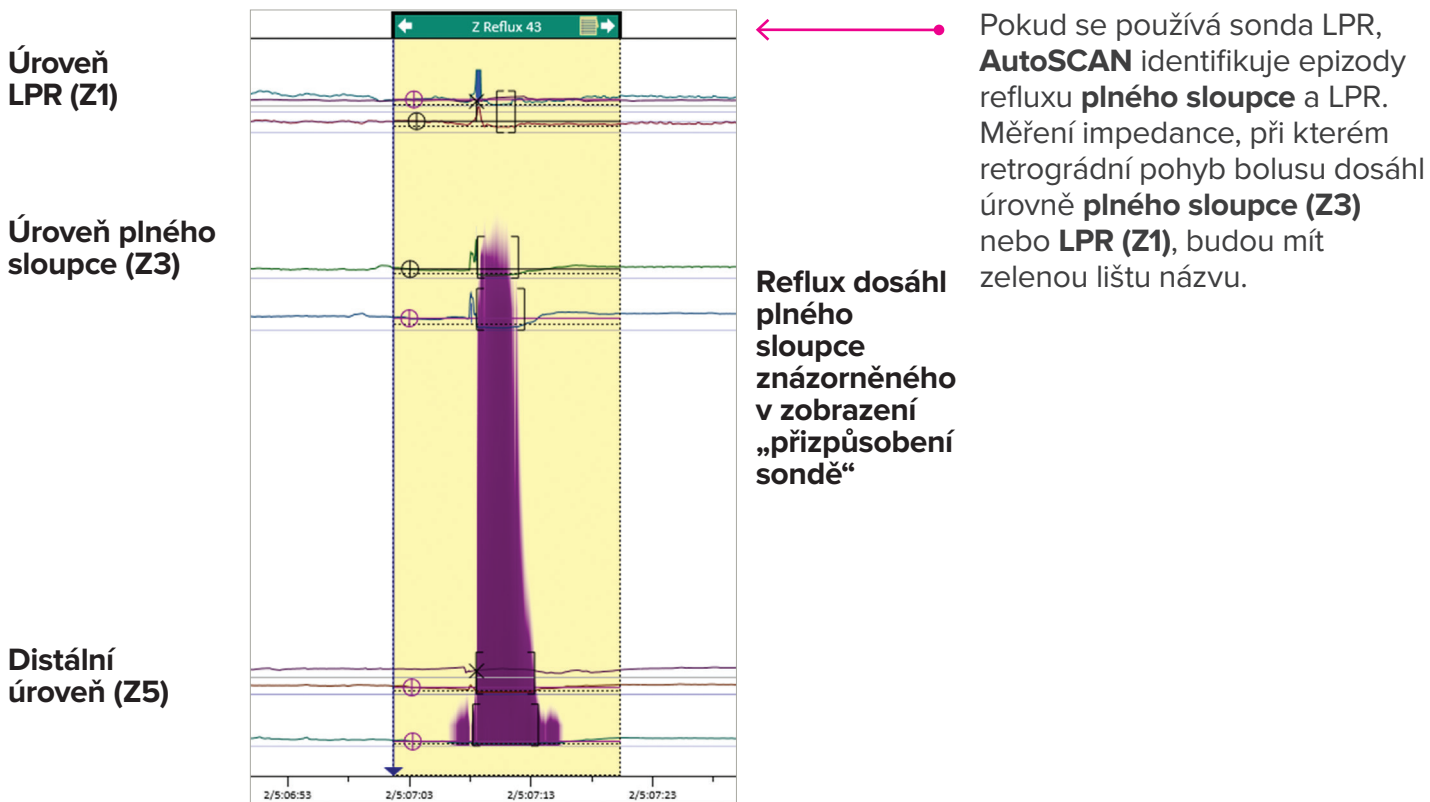 Úroveň
LPR (Z1)
Úroveň plného
sloupce (Z3)
Distální
úroveň (Z5)
Z Reflux 43
2/5:06:53
2/5:07:03
2/5:07:13
2/5:07:23
Reflux dosáhl
plného
sloupce
znázorněného
v zobrazení
„přizpůsobení
sondě“
Pokud se používá sonda LPR,
AutoSCAN identifikuje epizody
refluxu plného sloupce a LPR.
Měření impedance, při kterém
retrográdní pohyb bolusu dosáhl
úrovně plného sloupce (Z3)
nebo LPR (Z1), budou mít
zelenou lištu názvu.